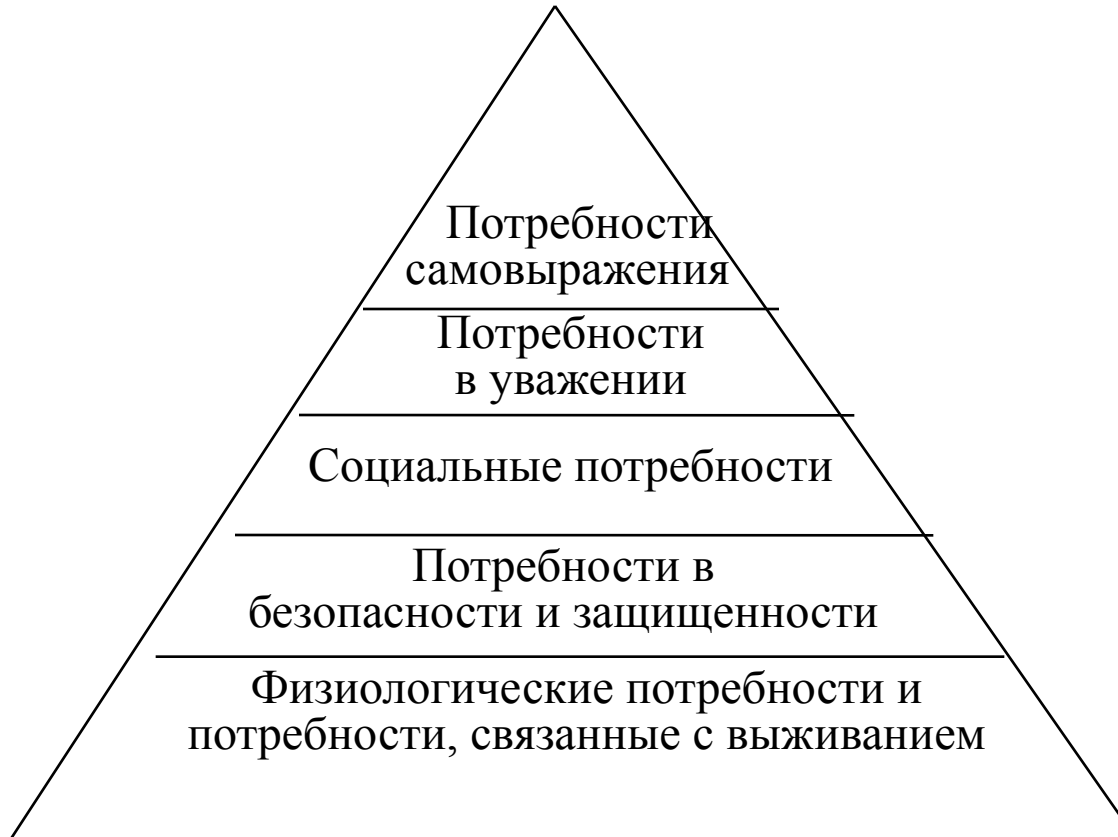 Потребности
самовыражения
Потребности
в уважении
Социальные потребности
Потребности в
безопасности и защищенности
Физиологические потребности и
потребности, связанные с выживанием